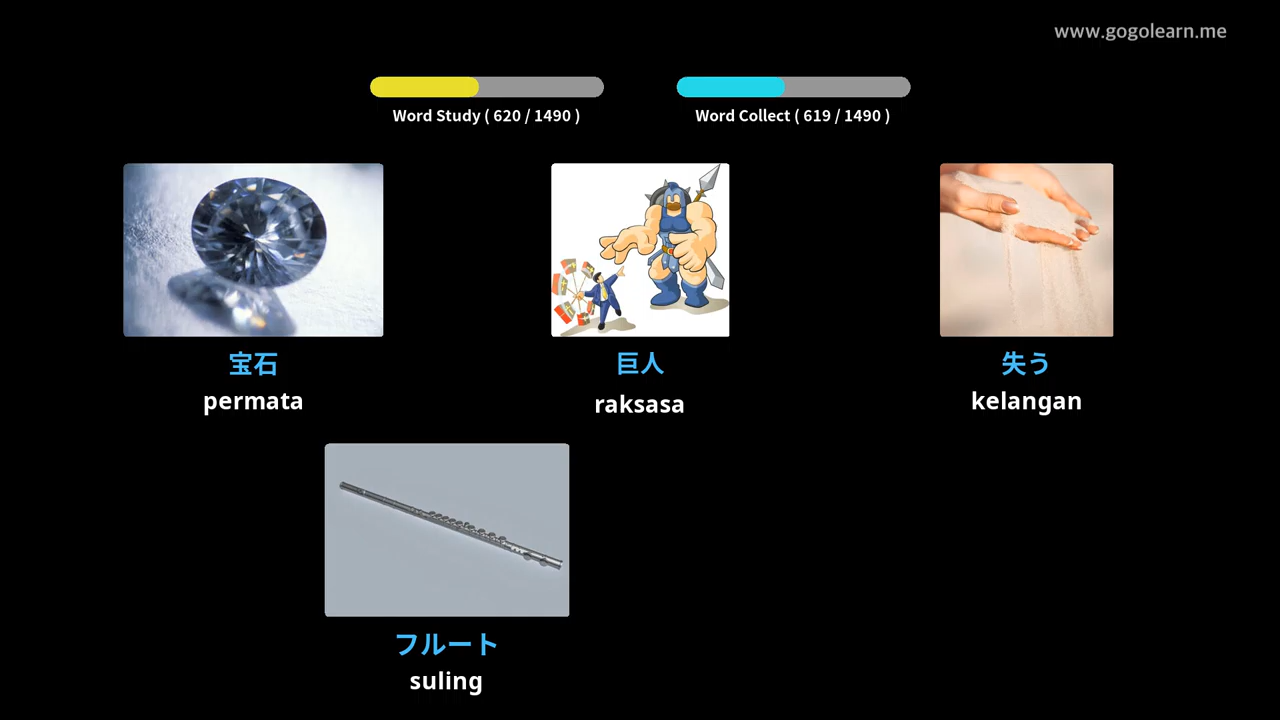 www.gogolearn.me
Word Study ( 620 / 1490 )
Word Collect ( 619 / 1490 )
宝石
巨人
失う
permata
raksasa
kelangan
フルート
suling